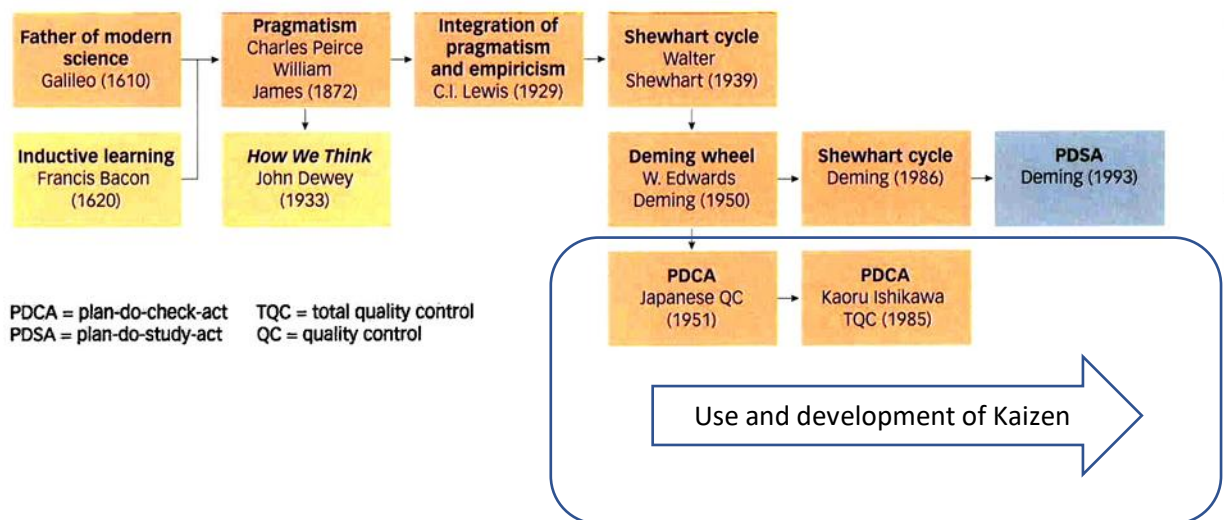 Father of modern
science
Galileo (1610)
Pragmatism
Charles Peirce
William
James (1872)
Integration of
pragmatism
and empiricism
C.I. Lewis (1929)
Shewhart cycle
Walter
Shewhart (1939)
Inductive learning
Francis Bacon
(1620)
How We Think
John Dewey
(1933)
Deming wheel
W. Edwards
Deming (1950)
Shewhart cycle
Deming (1986)
PDSA
Deming (1993)
PDCA
Japanese QC
(1951)
PDCA
Kaoru Ishikawa
TQC (1985)
PDCA = plan-do-check-act TQC = total quality control
PDSA = plan-do-study-act QC = quality control
Use and development of Kaizen